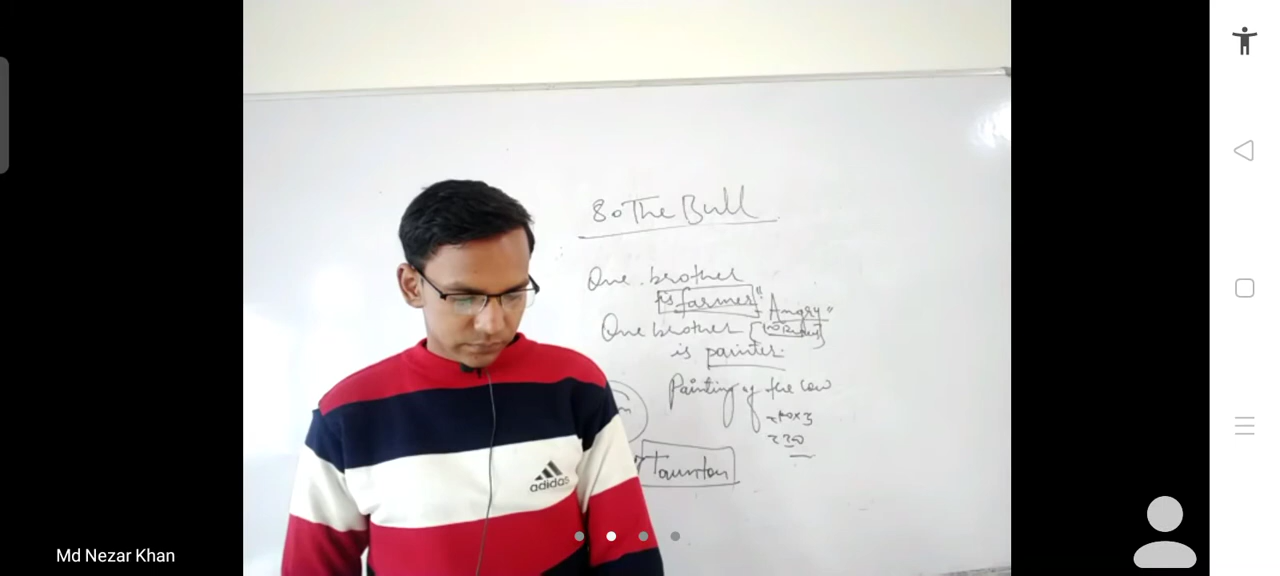 8. The Bull
One brother
is farmer"
Angry"
One brother
is painter.
Painting of the cow
Taunton
adidas
Md Nezar Khan